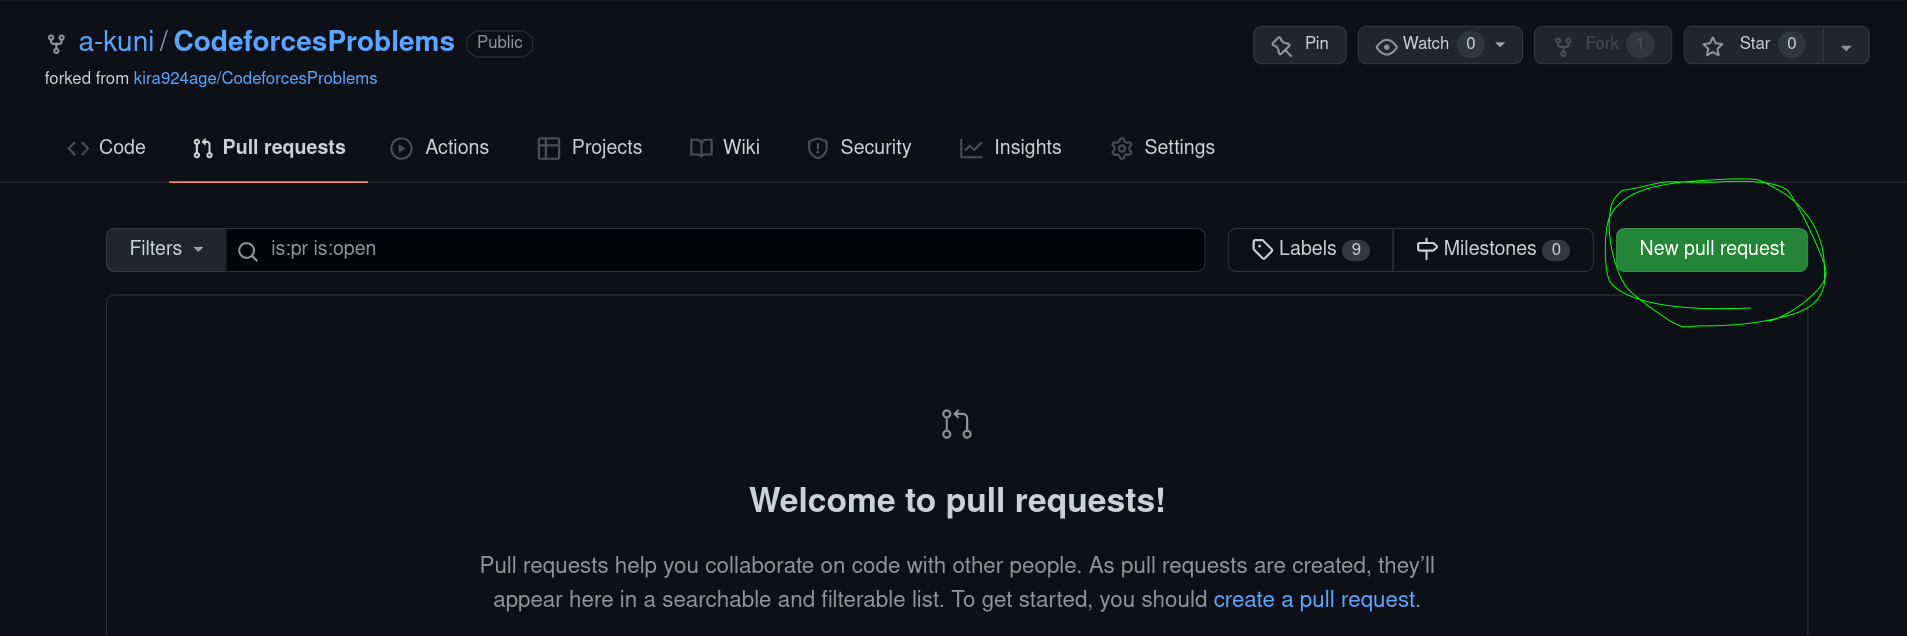 a-kuni / CodeforcesProblems Public Pin Watch 0 Fork 1 Star 0
forked from kira924age/CodeforcesProblems
Code Pull requests Actions Projects Wiki Security Insights Settings
Filters is:pr is:open Labels 9 Milestones 0 New pull request
Welcome to pull requests!
Pull requests help you collaborate on code with other people. As pull requests are created, they’ll
appear here in a searchable and filterable list. To get started, you should create a pull request.